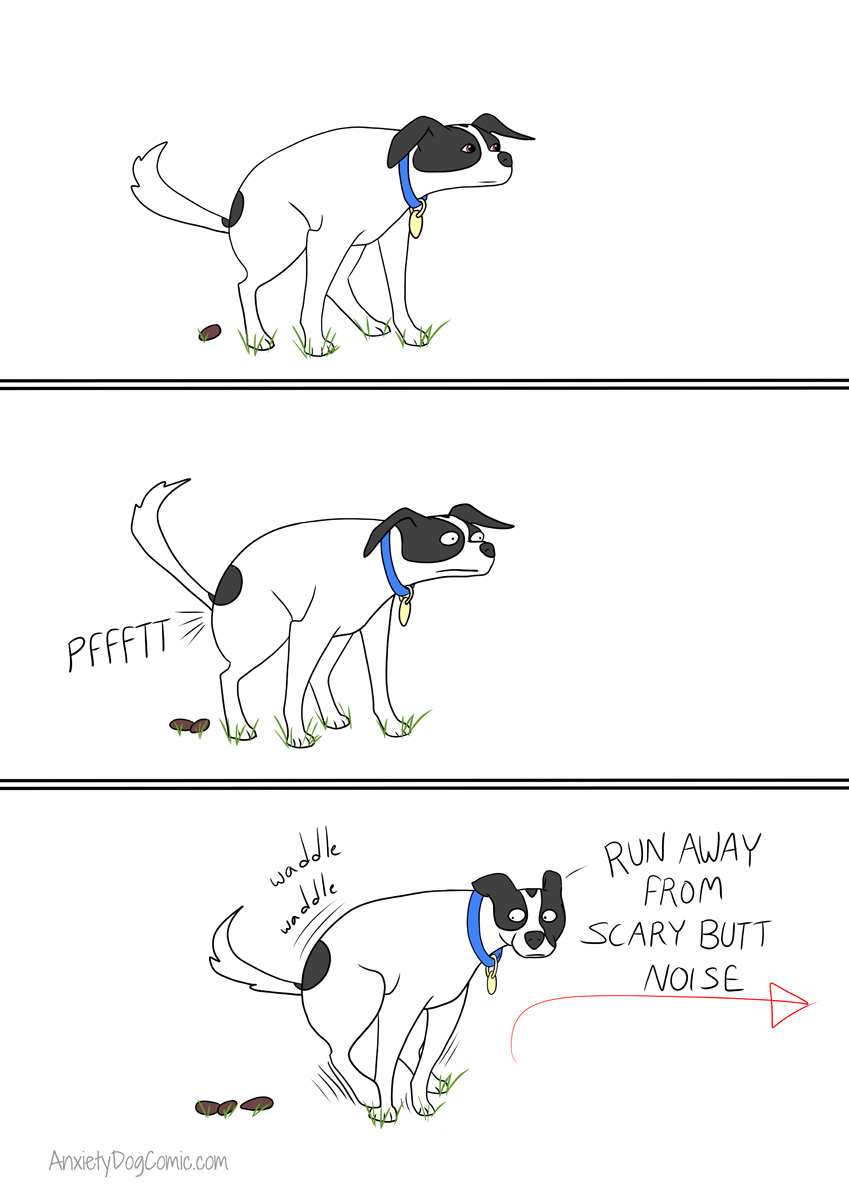 PFFFTT
waddle
waddle
RUN AWAY
FROM
SCARY BUTT
NOISE
AnxietyDogComic.com